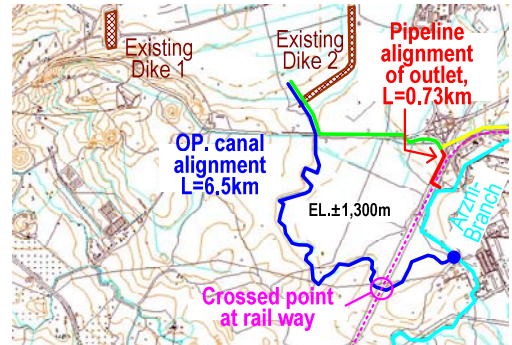 Existing
Dike 1
Existing
Dike 2
Pipeline
alignment
of outlet,
L=0.73km
OP. canal
alignment
L=6.5km
EL.±1,300m
Arzni-
Branch
Crossed point
at rail way